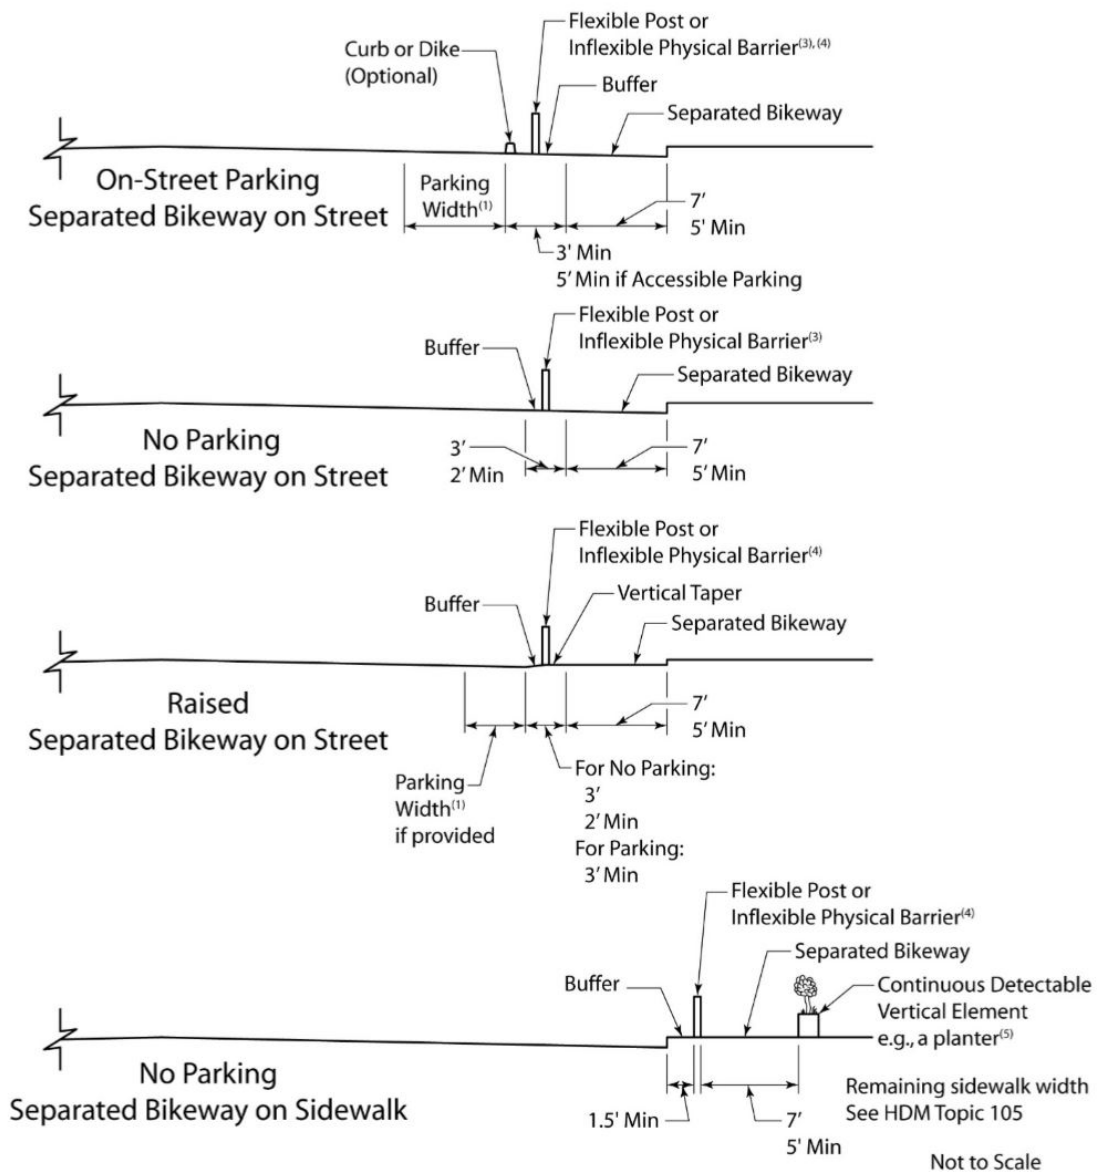 Flexible Post or
Inflexible Physical Barrier(3), (4)
Curb or Dike
(Optional)
Buffer
Separated Bikeway
On-Street Parking
Separated Bikeway on Street
Parking
Width(1)
7'
5' Min
3' Min
5' Min if Accessible Parking
Flexible Post or
Inflexible Physical Barrier(3)
Buffer
Separated Bikeway
No Parking
Separated Bikeway on Street
3'
2' Min
7'
5' Min
Flexible Post or
Inflexible Physical Barrier(4)
Vertical Taper
Buffer
Separated Bikeway
Raised
Separated Bikeway on Street
7'
5' Min
Parking
Width(1)
if provided
For No Parking:
3'
2' Min
For Parking:
3' Min
Flexible Post or
Inflexible Physical Barrier(4)
Separated Bikeway
Buffer
Continuous Detectable
Vertical Element
e.g., a planter(5)
No Parking
Separated Bikeway on Sidewalk
1.5' Min
7'
5' Min
Remaining sidewalk width
See HDM Topic 105
Not to Scale